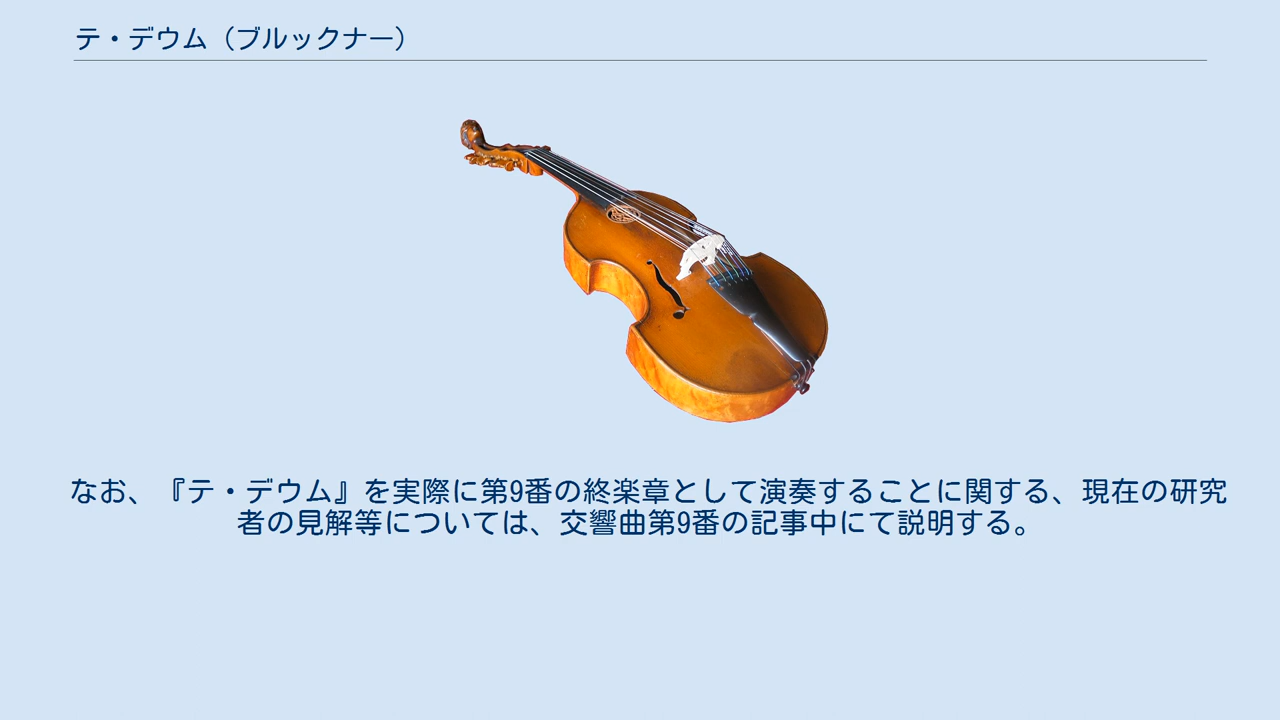 テ・デウム（ブルックナー）
なお、『テ・デウム』を実際に第9番の終楽章として演奏することに関する、現在の研究
者の見解等については、交響曲第9番の記事中にて説明する。